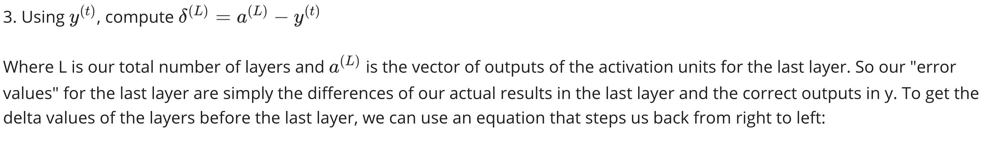 3. Using y^{(t)}, compute δ^{(L)} = a^{(L)} − y^{(t)}
Where L is our total number of layers and a^{(L)} is the vector of outputs of the activation units for the last layer. So our "error
values" for the last layer are simply the differences of our actual results in the last layer and the correct outputs in y. To get the
delta values of the layers before the last layer, we can use an equation that steps us back from right to left: